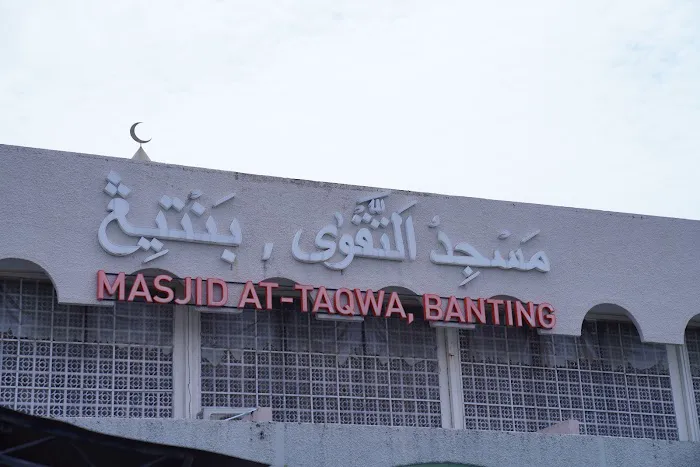 مَسْجِدُ التَّقْوَى، بَنْتِيڠْ
MASJID AT-TAQWA, BANTING